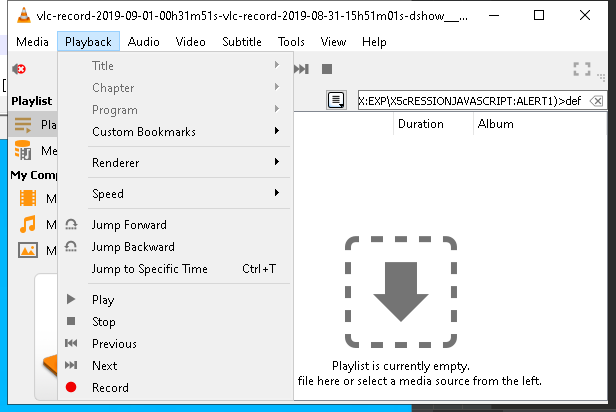 vlc-record-2019-09-01-00h31m51s-vlc-record-2019-08-31-15h51m01s-dshow__...
Media Playback Audio Video Subtitle Tools View Help
Title
Chapter
Program
Custom Bookmarks
Renderer
Speed
Jump Forward
Jump Backward
Jump to Specific Time Ctrl+T
Play
Stop
Previous
Next
Record
Playlist
Pla
Me
My Comp
M
M
M
X:EXP\X5cRESSIONJAVASCRIPT:ALERT1)>def
Duration Album
Playlist is currently empty.
file here or select a media source from the left.